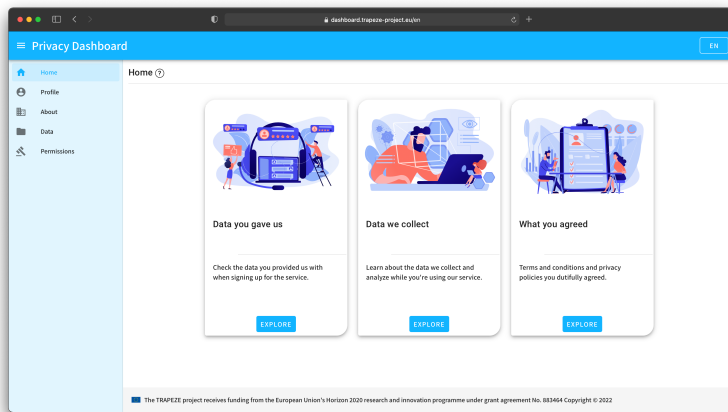 dashboard.trapeze-project.eu/en
Privacy Dashboard
EN
Home
Profile
About
Data
Permissions
Home ?
Data you gave us
Check the data you provided us with
when signing up for the service.
EXPLORE
Data we collect
Learn about the data we collect and
analyze while you're using our service.
EXPLORE
What you agreed
Terms and conditions and privacy
policies you dutifully agreed.
EXPLORE
The TRAPEZE project receives funding from the European Union's Horizon 2020 research and innovation programme under grant agreement No. 883464 Copyright © 2022